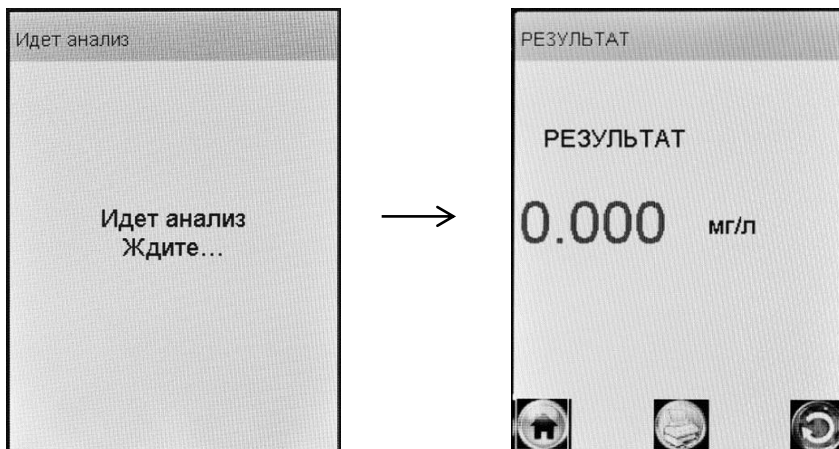 Идет анализ
Идет анализ
Ждите...
РЕЗУЛЬТАТ
РЕЗУЛЬТАТ
0.000 мг/л